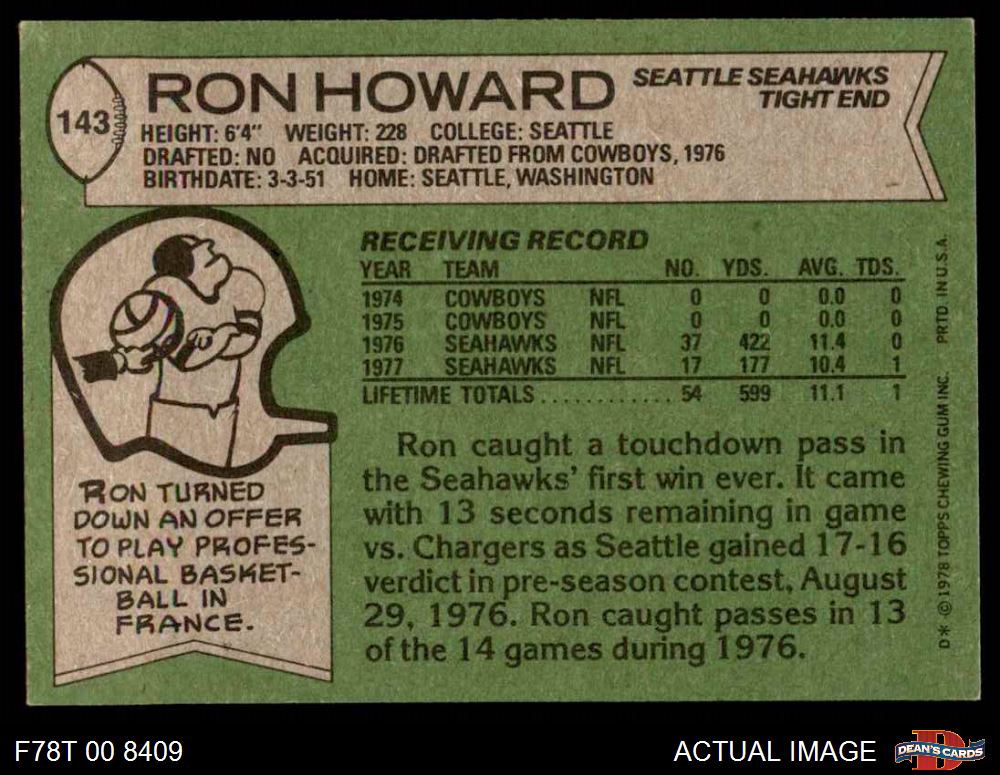 143
RON HOWARD
SEATTLE SEAHAWKS
TIGHT END
HEIGHT: 6'4" WEIGHT: 228 COLLEGE: SEATTLE
DRAFTED: NO ACQUIRED: DRAFTED FROM COWBOYS, 1976
BIRTHDATE: 3-3-51 HOME: SEATTLE, WASHINGTON
RECEIVING RECORD
YEAR TEAM NO. YDS. AVG. TDS.
1974 COWBOYS NFL 0 0 0.0 0
1975 COWBOYS NFL 0 0 0.0 0
1976 SEAHAWKS NFL 37 422 11.4 0
1977 SEAHAWKS NFL 17 177 10.4 1
LIFETIME TOTALS............ 54 599 11.1 1
Ron caught a touchdown pass in
the Seahawks' first win ever. It came
with 13 seconds remaining in game
vs. Chargers as Seattle gained 17-16
verdict in pre-season contest, August
29, 1976. Ron caught passes in 13
of the 14 games during 1976.
RON TURNED
DOWN AN OFFER
TO PLAY PROFES-
SIONAL BASKET-
BALL IN
FRANCE.
D* © 1978 TOPPS CHEWING GUM INC. PRTD IN U.S.A.
F78T 00 8409
ACTUAL IMAGE
D
DEAN'S CARDS